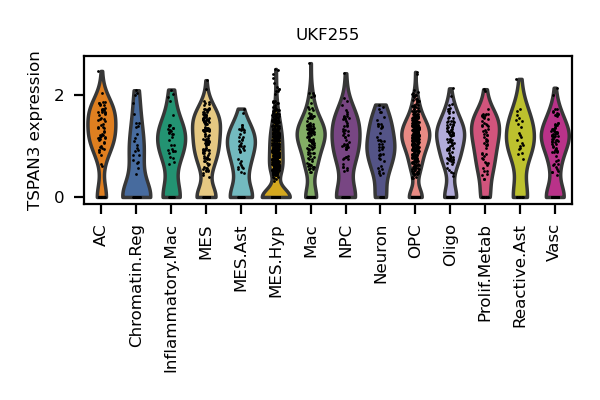 UKF255
TSPAN3 expression
2
0
AC
Chromatin.Reg
Inflammatory.Mac
MES
MES.Ast
MES.Hyp
Mac
NPC
Neuron
OPC
Oligo
Prolif.Metab
Reactive.Ast
Vasc